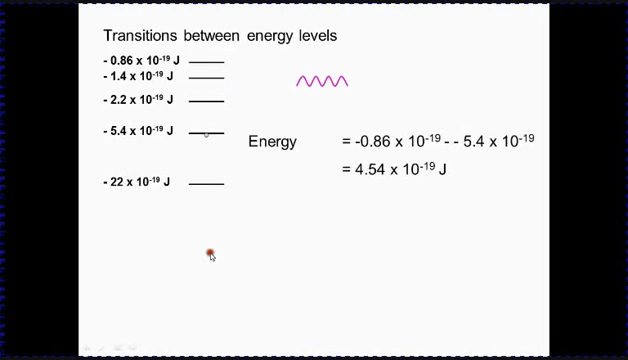 Transitions between energy levels
- 0.86 x 10⁻¹⁹ J
- 1.4 x 10⁻¹⁹ J
- 2.2 x 10⁻¹⁹ J
- 5.4 x 10⁻¹⁹ J
Energy = -0.86 x 10⁻¹⁹ - - 5.4 x 10⁻¹⁹
= 4.54 x 10⁻¹⁹ J
- 22 x 10⁻¹⁹ J